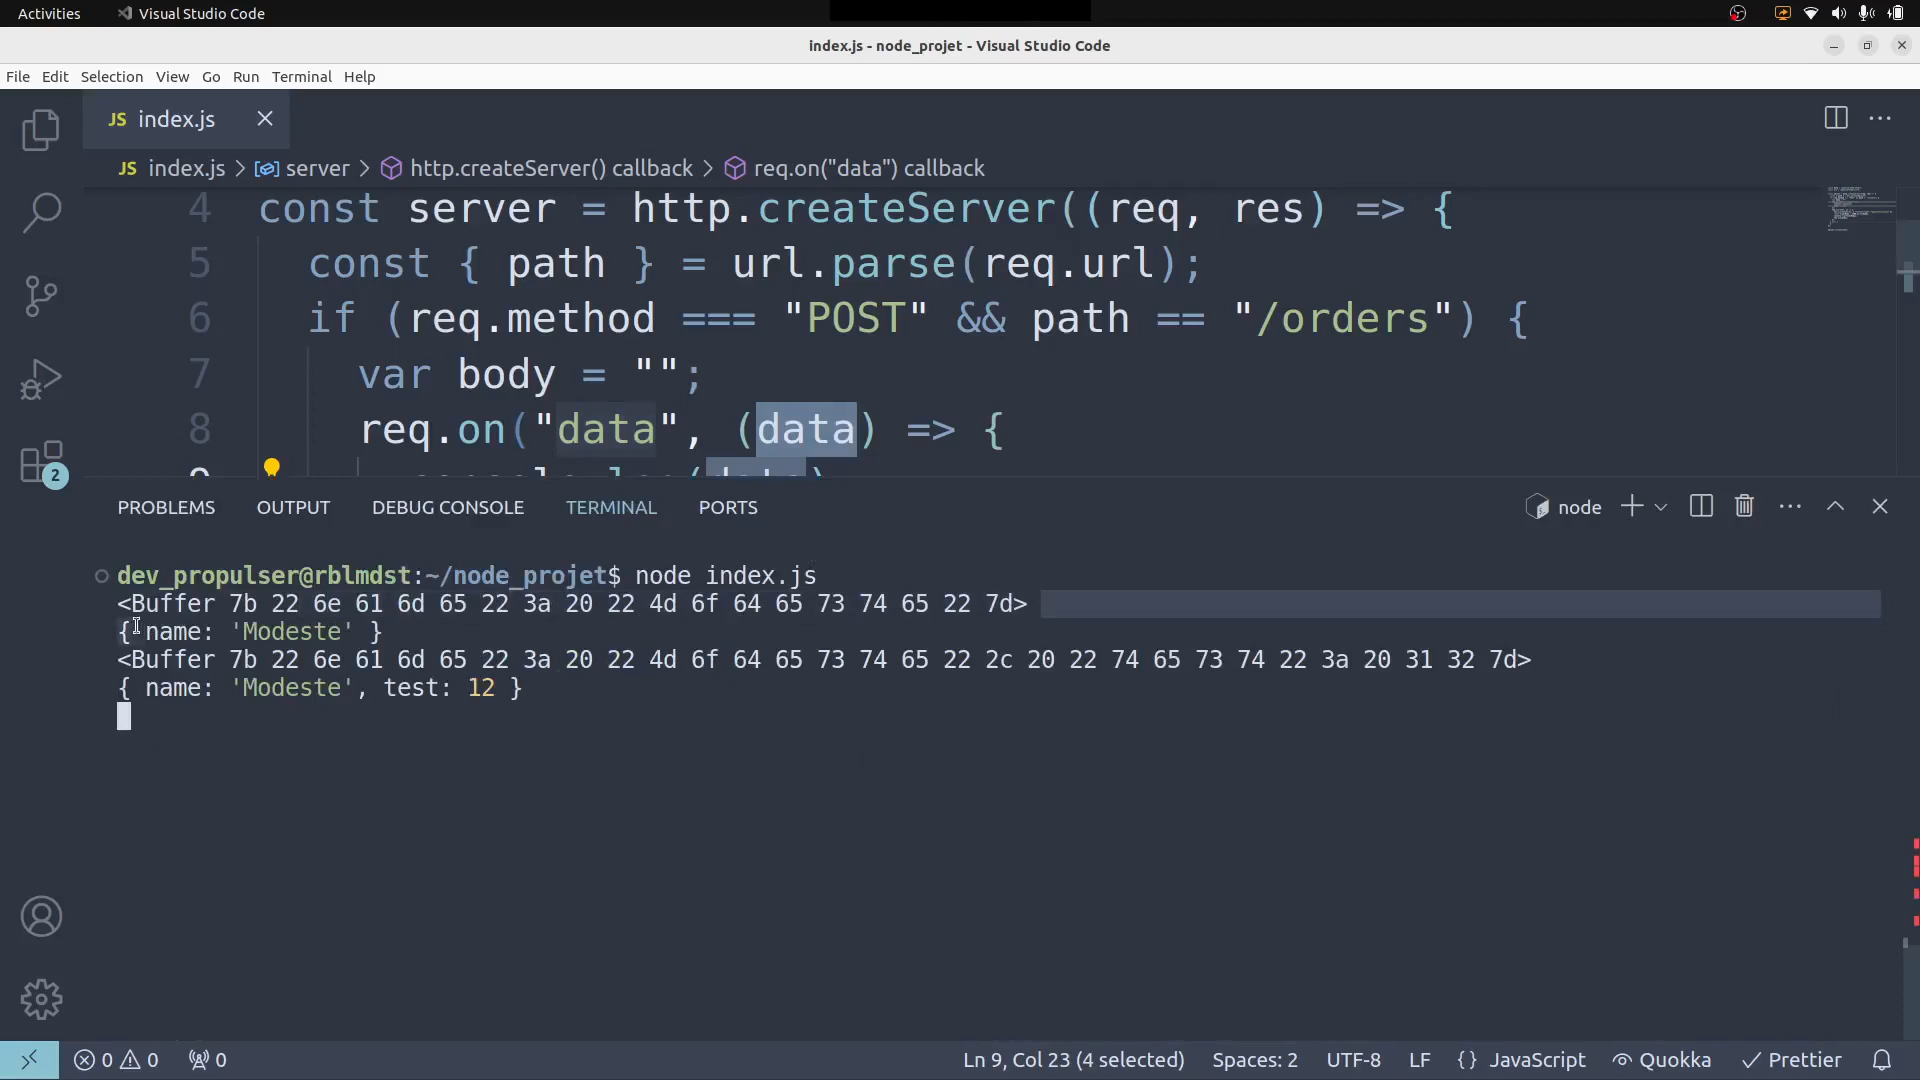 Activities Visual Studio Code
index.js - node_projet - Visual Studio Code
File Edit Selection View Go Run Terminal Help
JS index.js
JS index.js > server > http.createServer() callback > req.on("data") callback
4 const server = http.createServer((req, res) => {
5 const { path } = url.parse(req.url);
6 if (req.method === "POST" && path == "/orders") {
7 var body = "";
8 req.on("data", (data) => {
9 console.log(data)
2
PROBLEMS OUTPUT DEBUG CONSOLE TERMINAL PORTS node
dev_propulser@rblmdst:~/node_projet$ node index.js
<Buffer 7b 22 6e 61 6d 65 22 3a 20 22 4d 6f 64 65 73 74 65 22 7d>
{ name: 'Modeste' }
<Buffer 7b 22 6e 61 6d 65 22 3a 20 22 4d 6f 64 65 73 74 65 22 2c 20 22 74 65 73 74 22 3a 20 31 32 7d>
{ name: 'Modeste', test: 12 }
0 0 0 Ln 9, Col 23 (4 selected) Spaces: 2 UTF-8 LF {} JavaScript Quokka Prettier